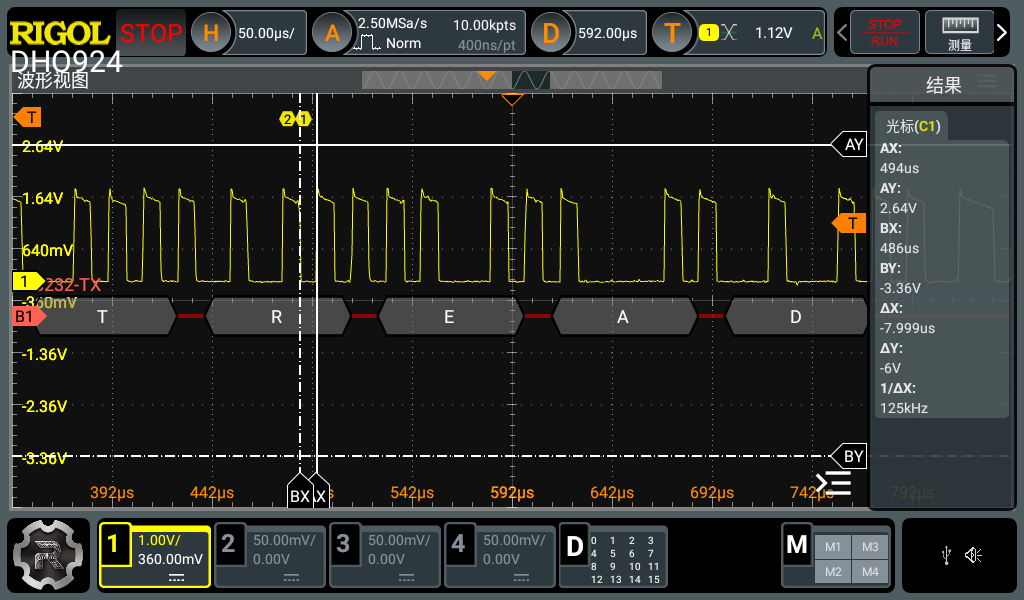 RIGOL STOP H 50.00µs/ A 2.50MSa/s 10.00kpts D 592.00µs T 1 1.12V A STOP
Norm 400ns/pt RUN 测量
DHO924
波形视图 结果
T 2 1
光标(C1)
2.64V AY AX:
494us
AY:
1.64V 2.64V
T BX:
640mV 486us
1 232-TX BY:
-3.36V
-360mV ΔX:
B1 T R E A D -7.999us
-1.36V ΔY:
-6V
1/ΔX:
-2.36V 125kHz
-3.36V BY
392µs 442µs BX X s 542µs 592µs 642µs 692µs 742µs 792µs
1 1.00V/ 2 50.00mV/ 3 50.00mV/ 4 50.00mV/ D 0 1 2 3 M M1 M3
360.00mV 0.00V 0.00V 0.00V 4 5 6 7
8 9 10 11 M2 M4
12 13 14 15